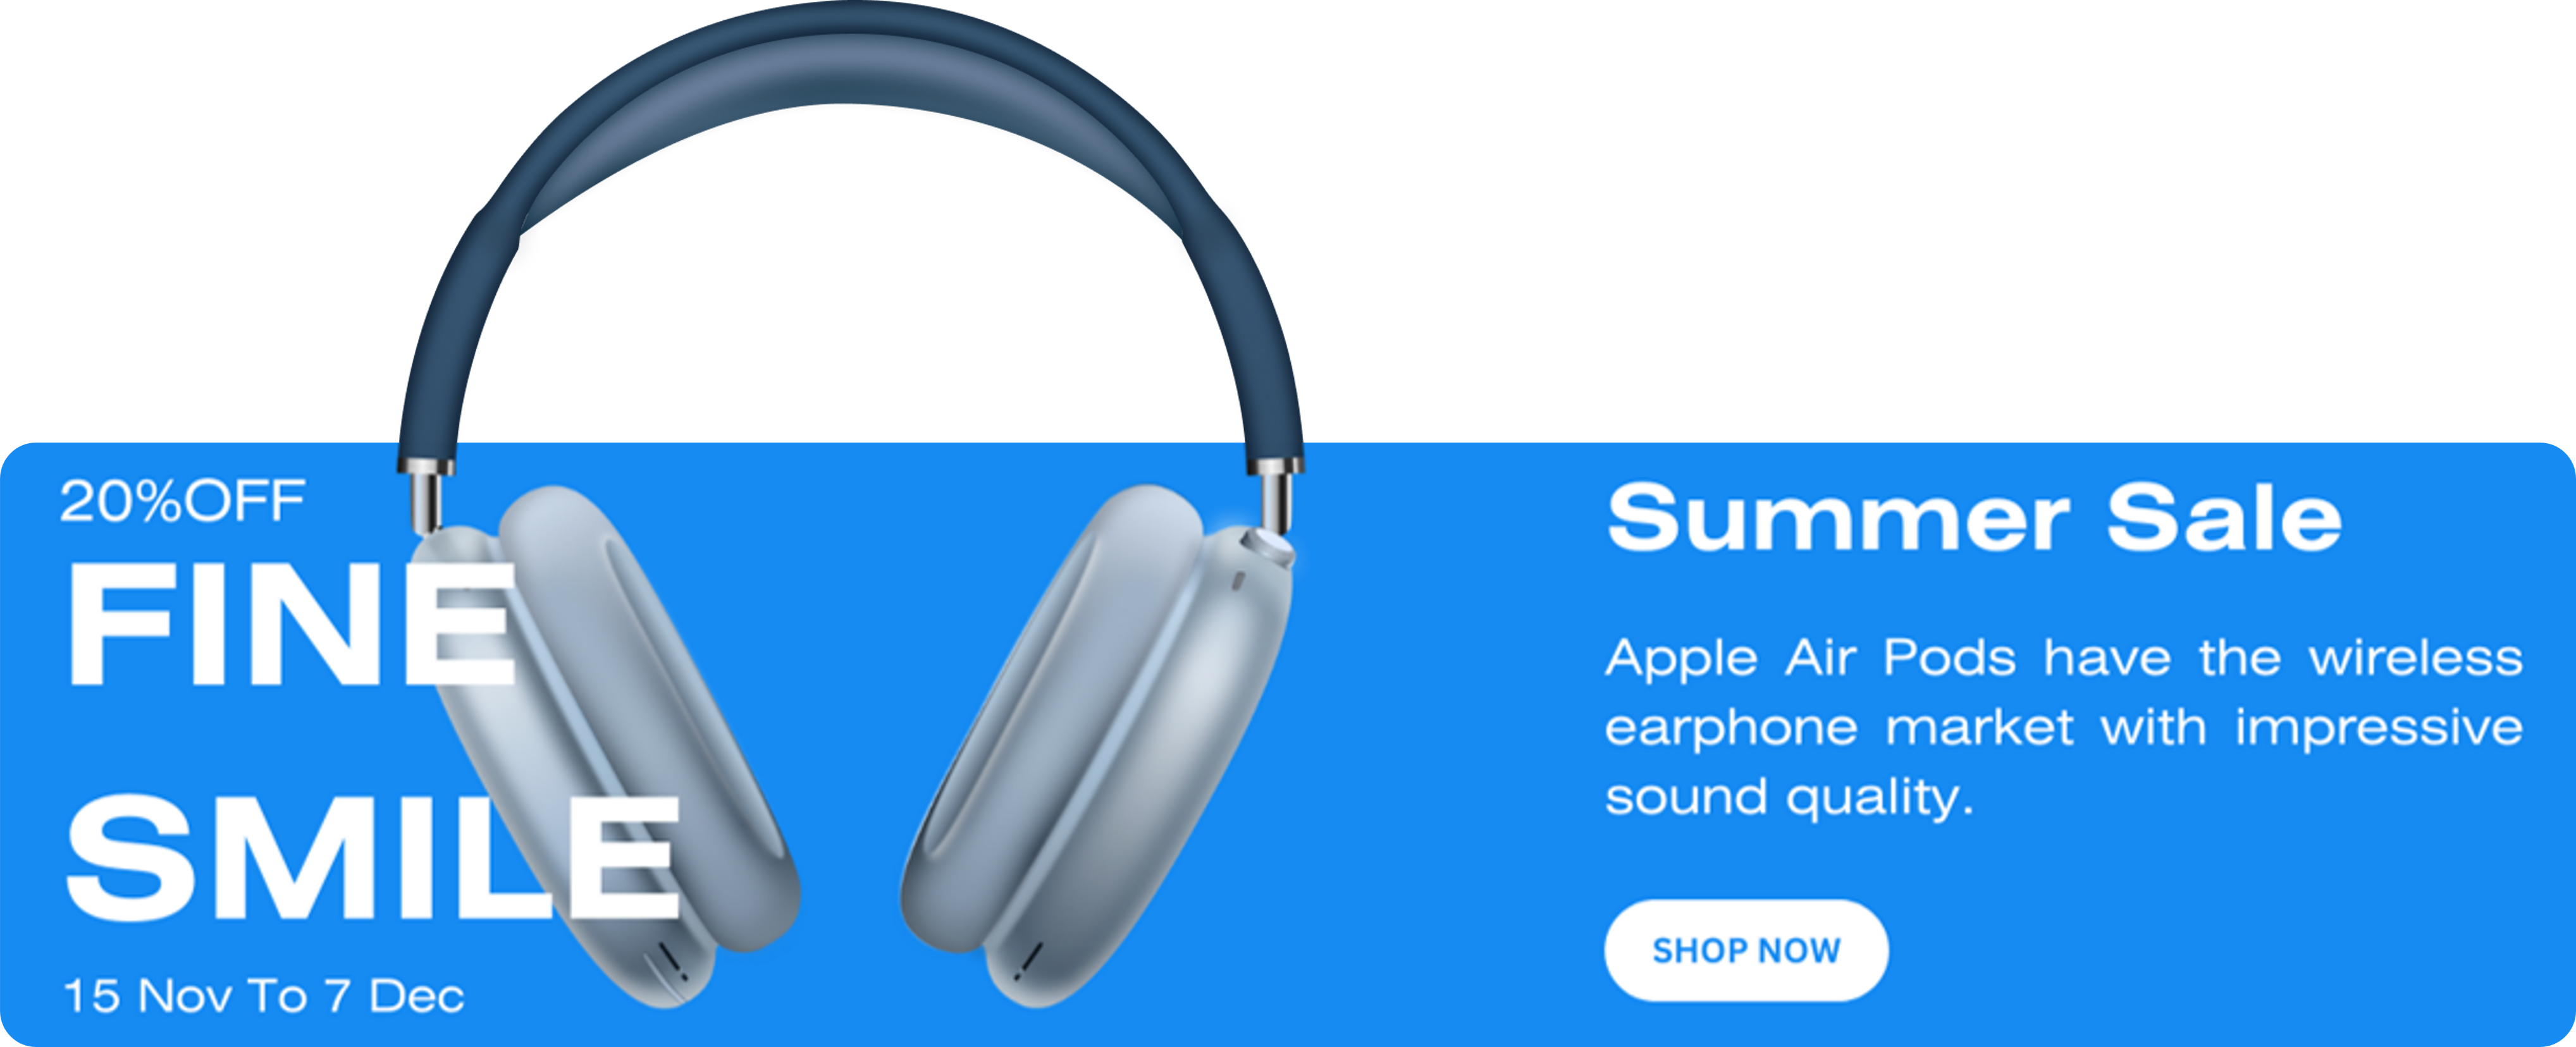 20%OFF
FINE
SMILE
15 Nov To 7 Dec
Summer Sale
Apple Air Pods have the wireless
earphone market with impressive
sound quality.
SHOP NOW